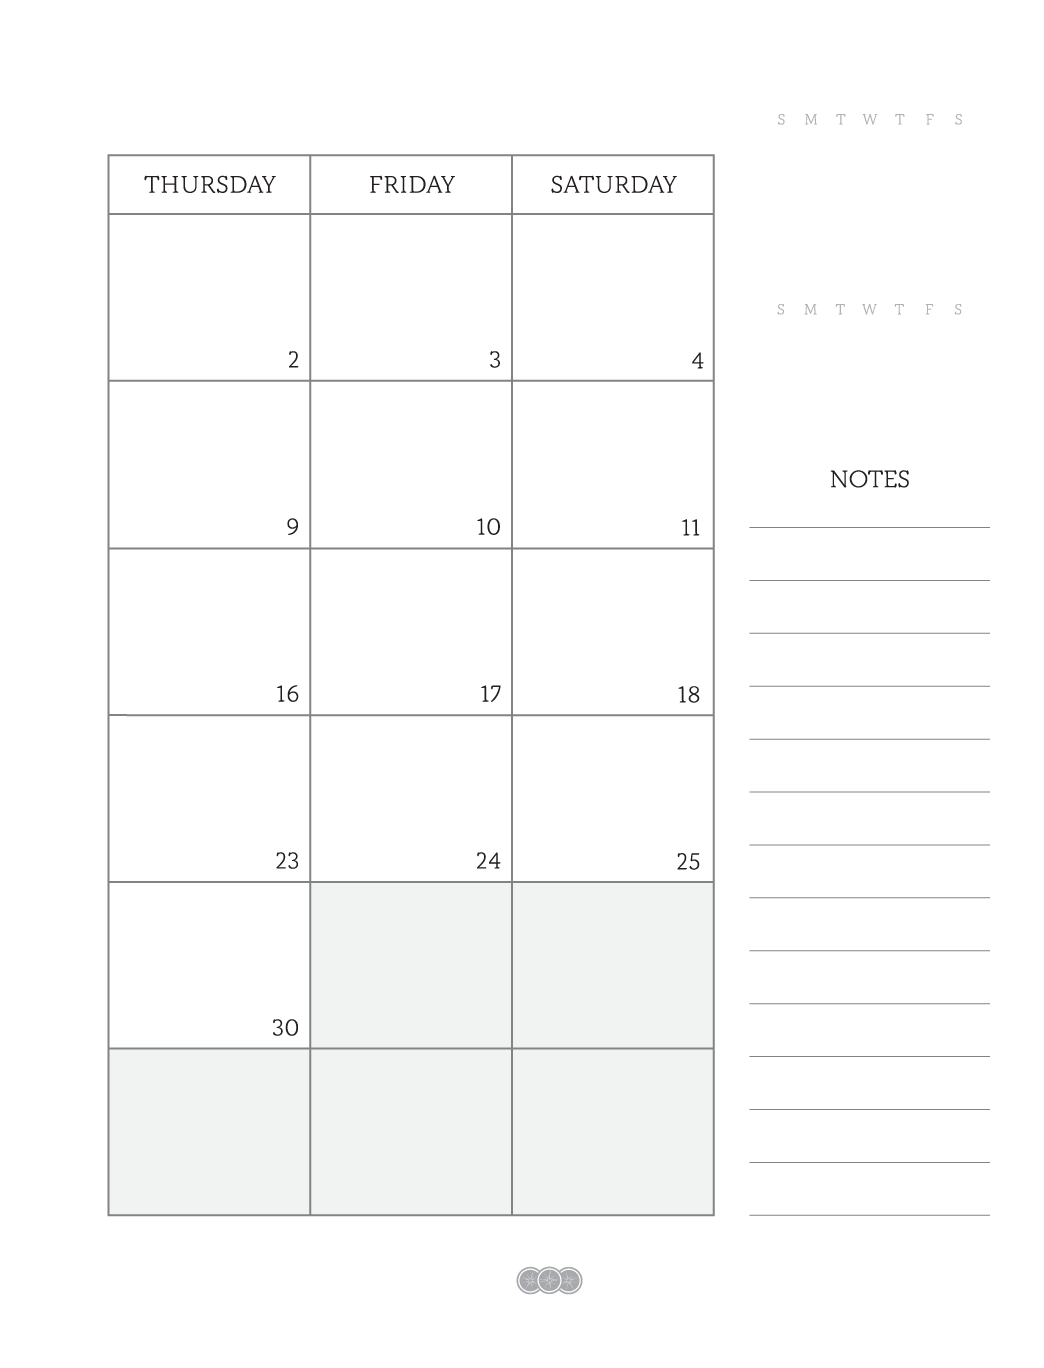 S M T W T F S
THURSDAY FRIDAY SATURDAY
S M T W T F S
2 3 4
NOTES
9 10 11
16 17 18
23 24 25
30